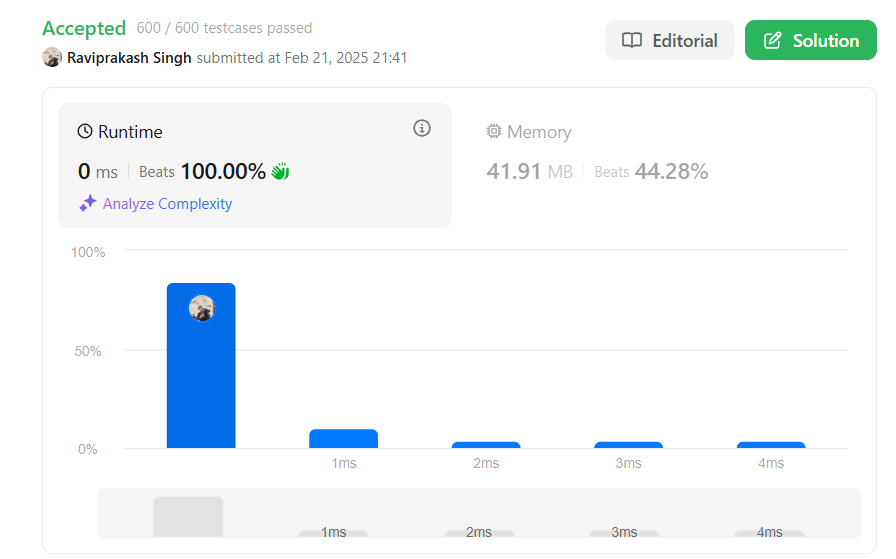 Accepted 600 / 600 testcases passed
Raviprakash Singh submitted at Feb 21, 2025 21:41
Editorial
Solution
Runtime
0 ms Beats 100.00%
Analyze Complexity
Memory
41.91 MB Beats 44.28%
100%
50%
0%
1ms 2ms 3ms 4ms
1ms 2ms 3ms 4ms